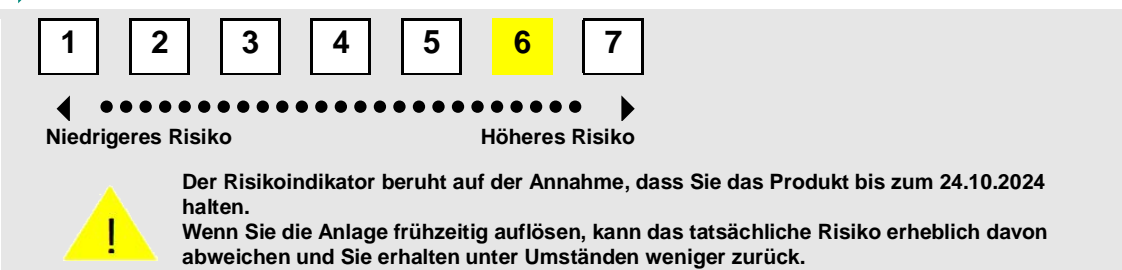 1 2 3 4 5 6 7
Niedrigeres Risiko Höheres Risiko
Der Risikoindikator beruht auf der Annahme, dass Sie das Produkt bis zum 24.10.2024
halten.
Wenn Sie die Anlage frühzeitig auflösen, kann das tatsächliche Risiko erheblich davon
abweichen und Sie erhalten unter Umständen weniger zurück.
!